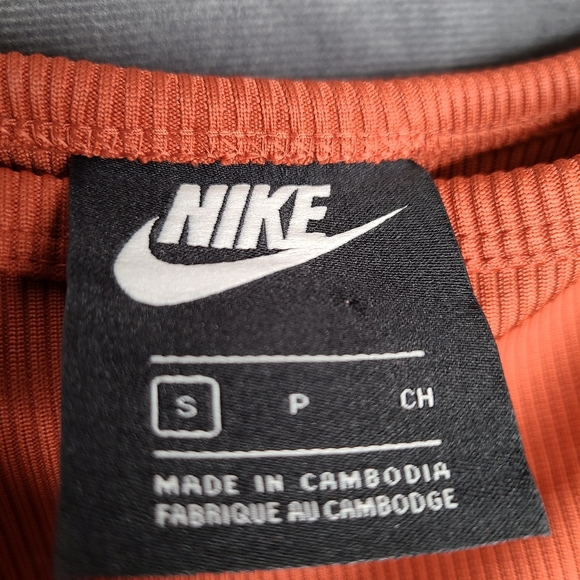 NIKE
S P CH
MADE IN CAMBODIA
FABRIQUE AU CAMBODGE